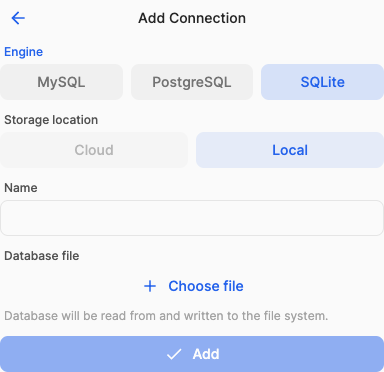 Add Connection
Engine
MySQL PostgreSQL SQLite
Storage location
Cloud Local
Name
Database file
+ Choose file
Database will be read from and written to the file system.
Add